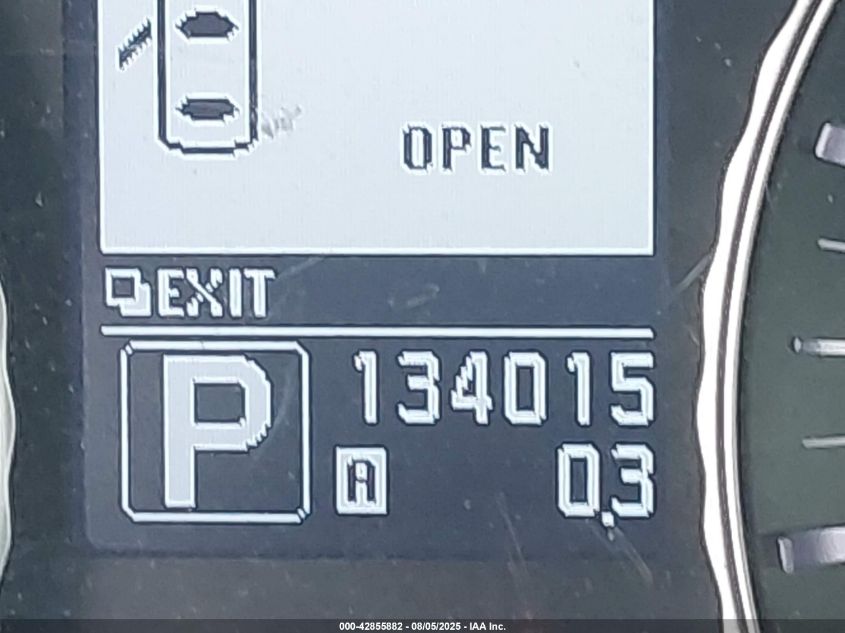 OPEN
EXIT
P
134015
A 0.3
000-42855882 - 08/05/2025 - IAA Inc.